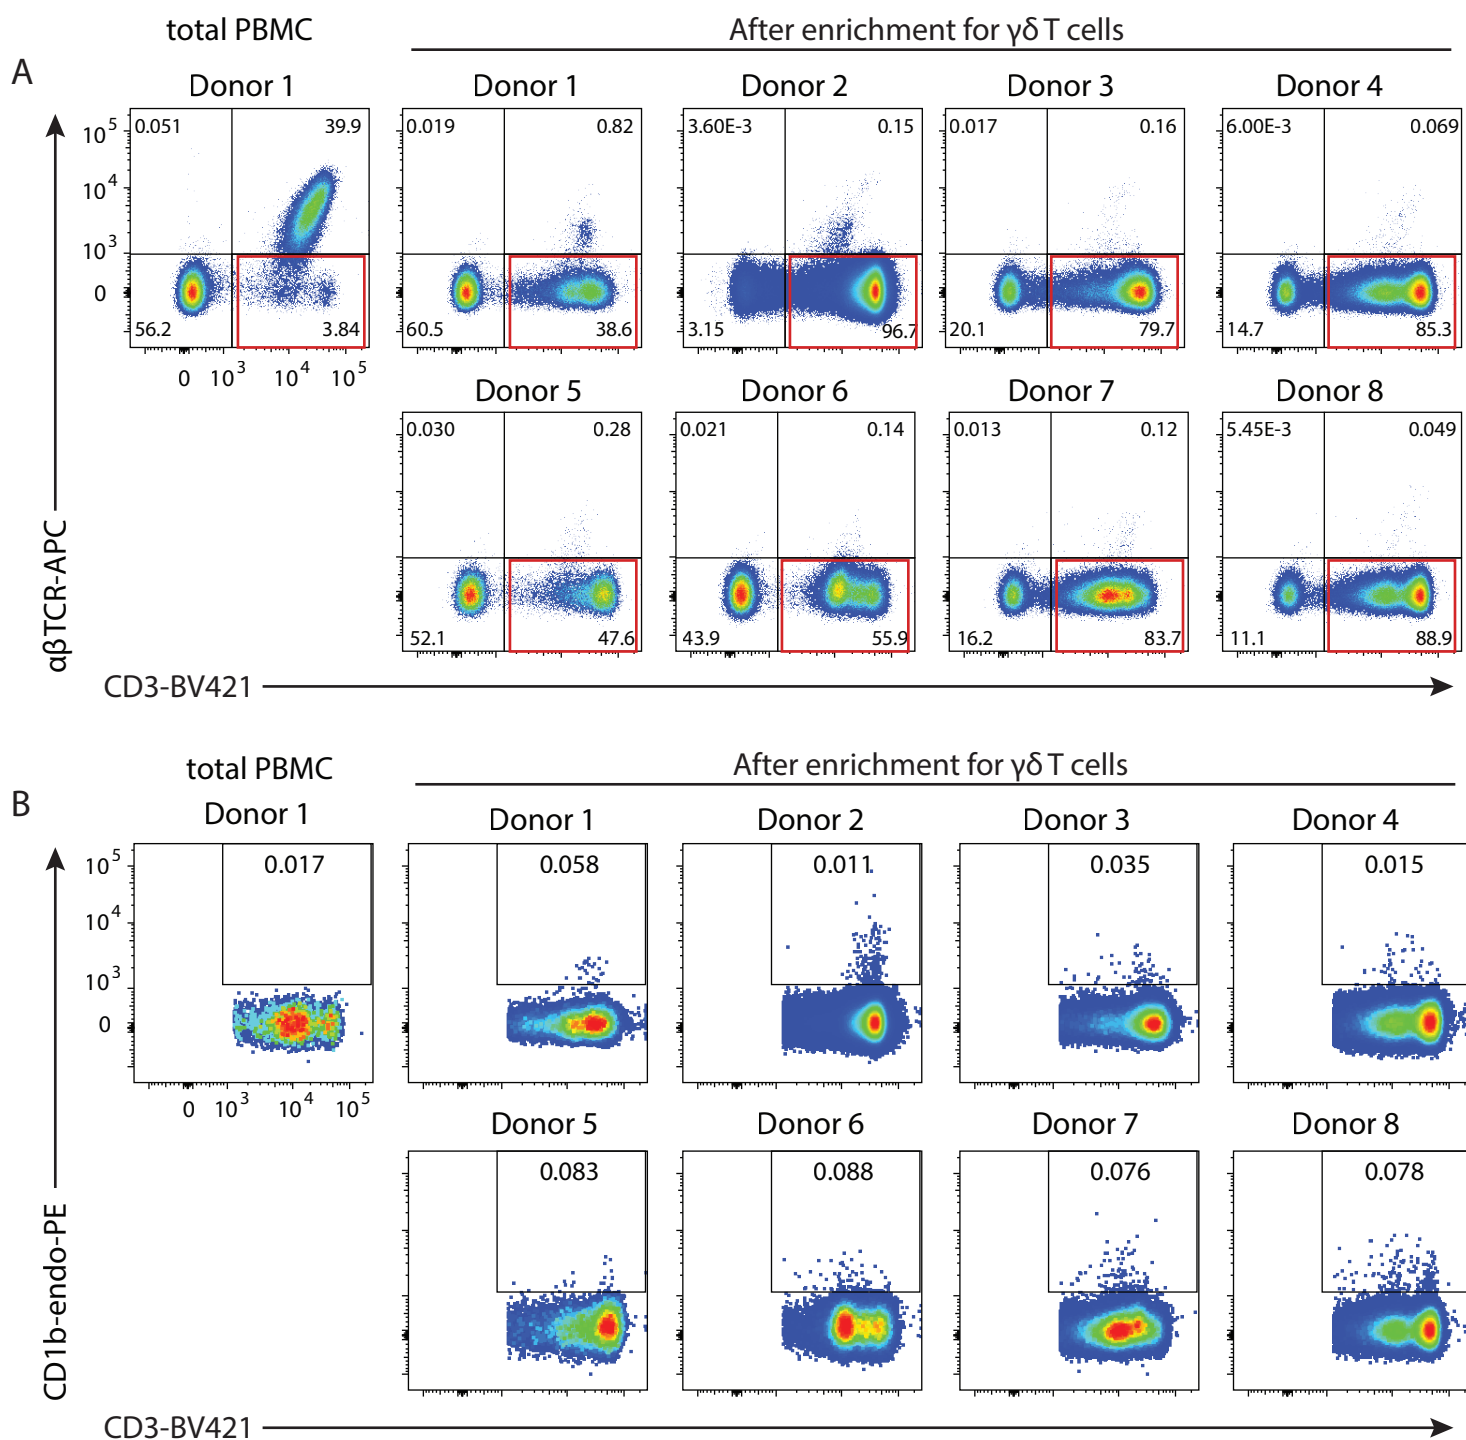 total PBMC After enrichment for γδ T cells
A
Donor 1 Donor 1 Donor 2 Donor 3 Donor 4
10^5 0.051 39.9 0.019 0.82 3.60E-3 0.15 0.017 0.16 6.00E-3 0.069
10^4
10^3
0
56.2 3.84 60.5 38.6 3.15 96.7 20.1 79.7 14.7 85.3
0 10^3 10^4 10^5
Donor 5 Donor 6 Donor 7 Donor 8
0.030 0.28 0.021 0.14 0.013 0.12 5.45E-3 0.049
52.1 47.6 43.9 55.9 16.2 83.7 11.1 88.9
αβTCR-APC
CD3-BV421
total PBMC After enrichment for γδ T cells
B
Donor 1 Donor 1 Donor 2 Donor 3 Donor 4
10^5 0.017 0.058 0.011 0.035 0.015
10^4
10^3
0
0 10^3 10^4 10^5
Donor 5 Donor 6 Donor 7 Donor 8
0.083 0.088 0.076 0.078
CD1b-endo-PE
CD3-BV421